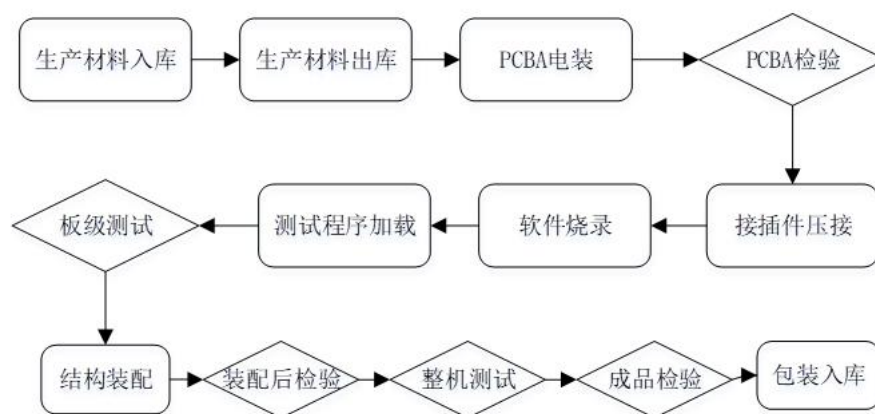 生产材料入库
生产材料出库
PCBA电装
PCBA检验
接插件压接
软件烧录
测试程序加载
板级测试
结构装配
装配后检验
整机测试
成品检验
包装入库